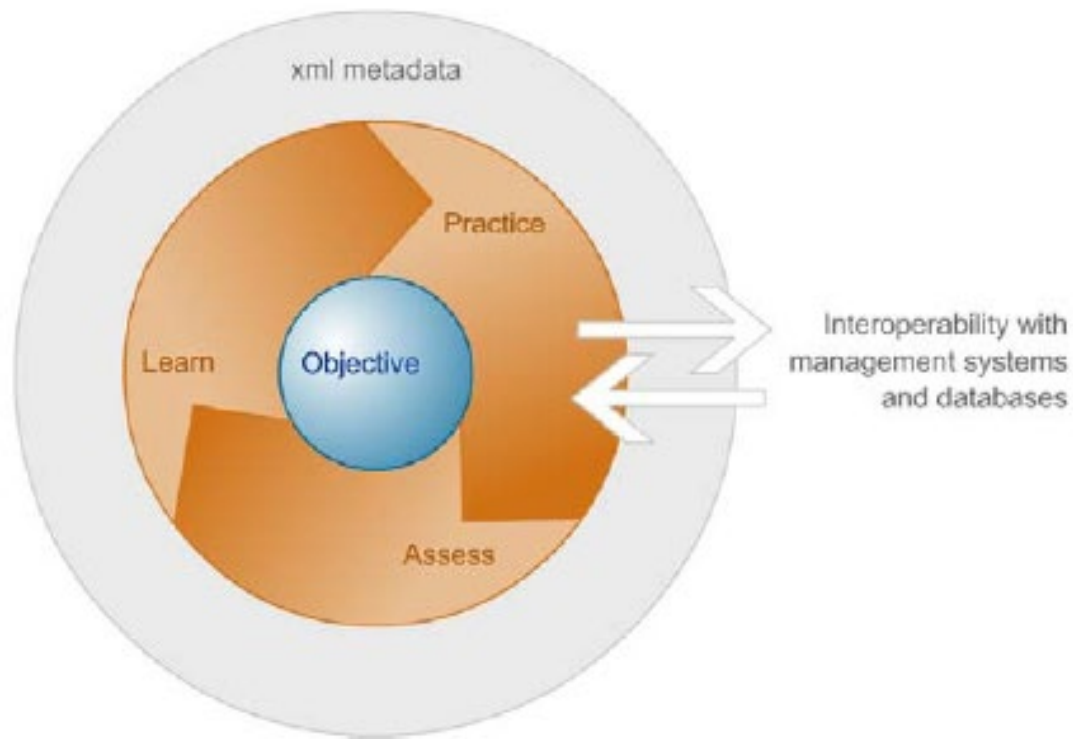 xml metadata
Practice
Learn
Objective
Assess
Interoperability with
management systems
and databases